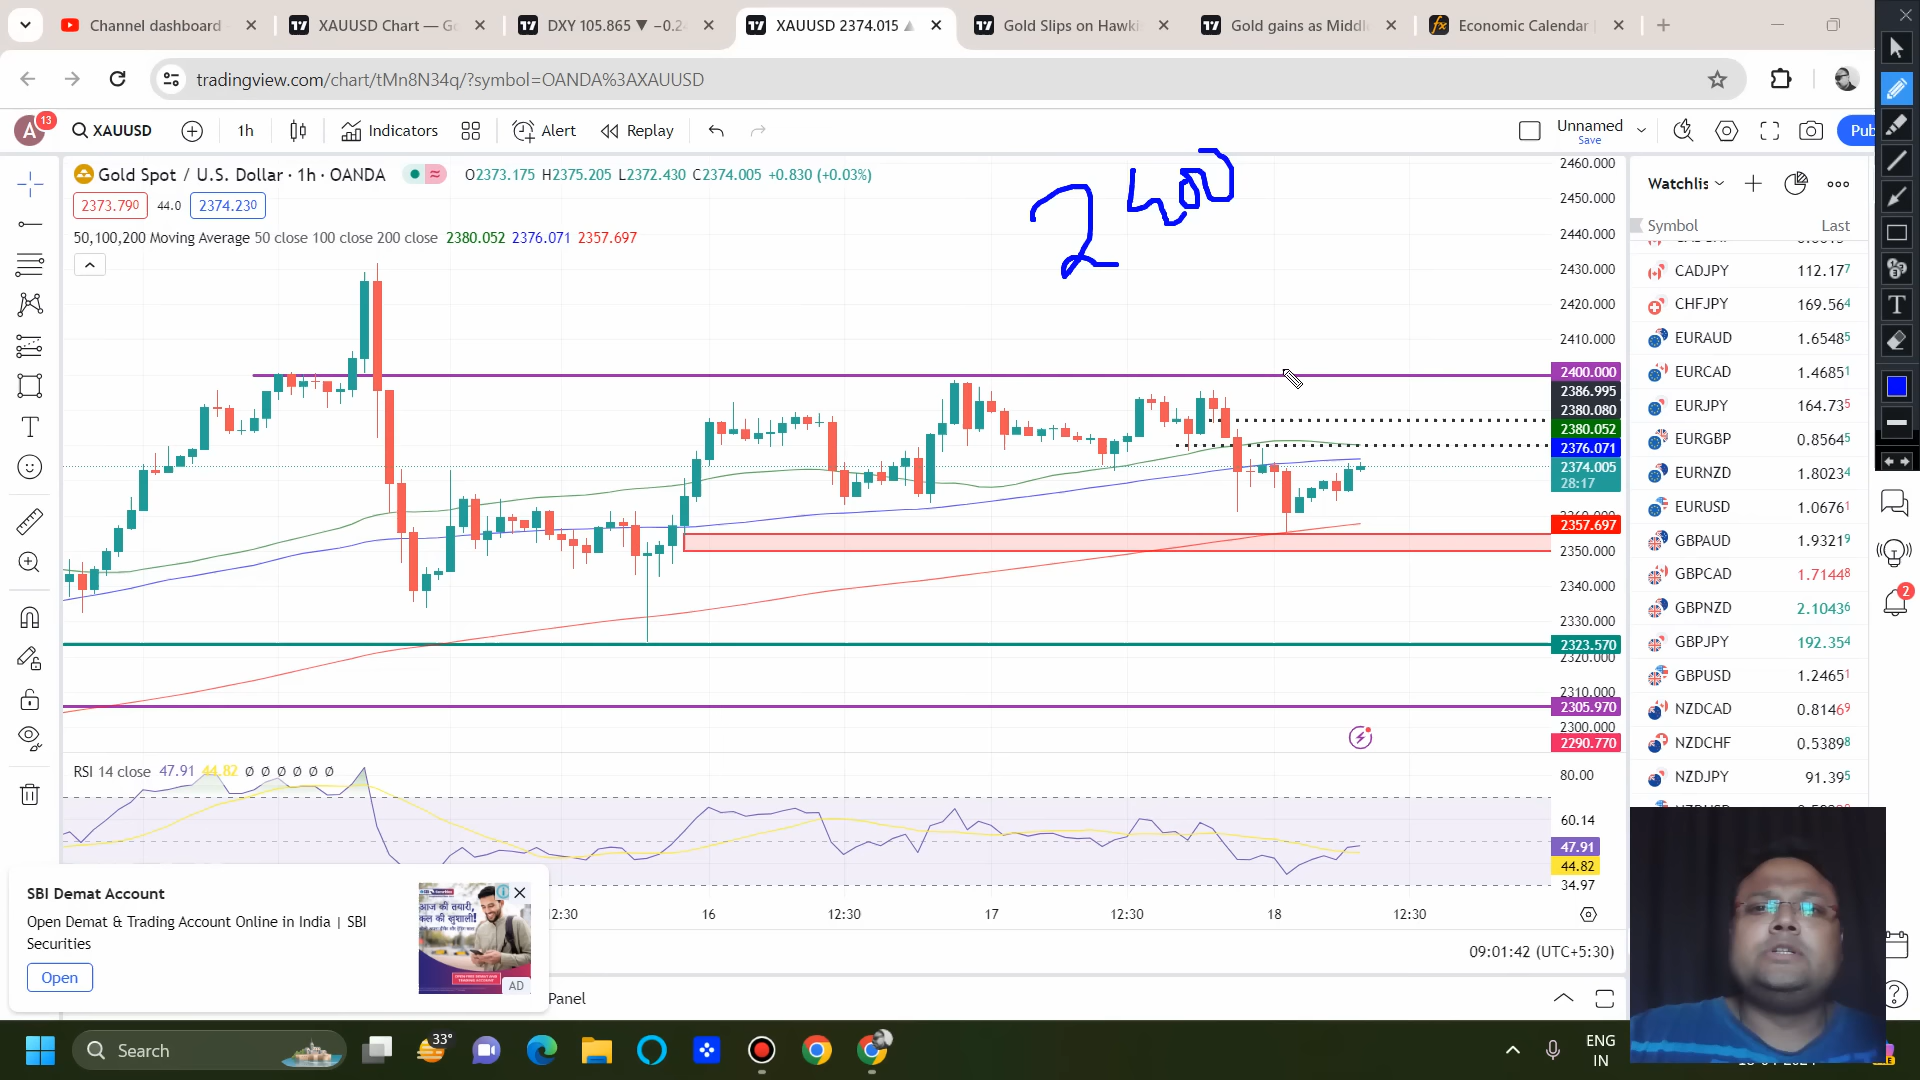 Channel dashboard
XAUUSD Chart — G
DXY 105.865 ▼ −0.2
XAUUSD 2374.015 ▲
Gold Slips on Hawki
Gold gains as Middl
Economic Calendar
tradingview.com/chart/tMn8N34q/?symbol=OANDA%3AXAUUSD
A 13 XAUUSD 1h Indicators Alert Replay Unnamed Save Pub
Gold Spot / U.S. Dollar · 1h · OANDA O2373.175 H2375.205 L2372.430 C2374.005 +0.830 (+0.03%)
2373.790 44.0 2374.230
50,100,200 Moving Average 50 close 100 close 200 close 2380.052 2376.071 2357.697
2400
2460.000
2450.000
2440.000
2430.000
2420.000
2410.000
2400.000
2386.995
2380.080
2380.052
2376.071
2374.005
28:17
2357.697
2350.000
2340.000
2330.000
2323.570
2320.000
2310.000
2305.970
2300.000
2290.770
RSI 14 close 47.91 44.82 Ø Ø Ø Ø Ø Ø
80.00
60.14
47.91
44.82
34.97
12:30 16 12:30 17 12:30 18 12:30
09:01:42 (UTC+5:30)
Panel
SBI Demat Account
Open Demat & Trading Account Online in India | SBI
Securities
Open
आज की तयारी,
कल की खुशाली!
AD
Watchlis
Symbol Last
CADJPY 112.177
CHFJPY 169.564
EURAUD 1.65485
EURCAD 1.46851
EURJPY 164.735
EURGBP 0.85645
EURNZD 1.80234
EURUSD 1.06761
GBPAUD 1.93219
GBPCAD 1.71448
GBPNZD 2.10436
GBPJPY 192.354
GBPUSD 1.24651
NZDCAD 0.81469
NZDCHF 0.53898
NZDJPY 91.395
2
T
Search
33°
ENG
IN